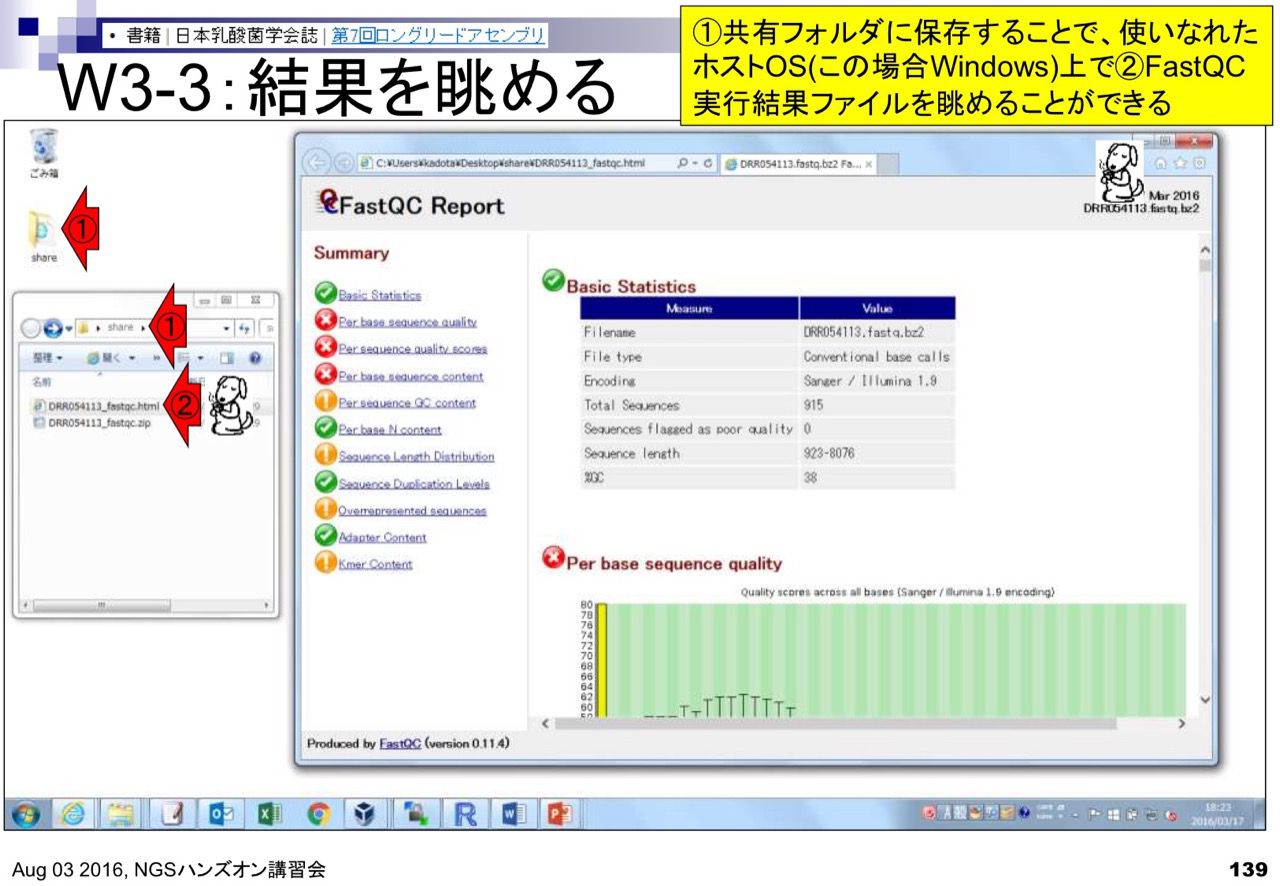 • 書籍 | 日本乳酸菌学会誌 | 第7回ロングリードアセンブリ
W3-3：結果を眺める
①共有フォルダに保存することで、使いなれた
ホストOS(この場合Windows)上で②FastQC
実行結果ファイルを眺めることができる
ごみ箱
①
share
share
①
整理
開く
名前
DRR054113_fastqc.html
②
DRR054113_fastqc.zip
C:¥Users¥kadota¥Desktop¥share¥DRR054113_fastqc.html
DRR054113.fastq.bz2 Fa...
FastQC Report
Mar 2016
DRR054113.fastq.bz2
Summary
Basic Statistics
Per base sequence quality
Per sequence quality scores
Per base sequence content
Per sequence GC content
Per base N content
Sequence Length Distribution
Sequence Duplication Levels
Overrepresented sequences
Adapter Content
Kmer Content
Basic Statistics
Measure Value
Filename DRR054113.fastq.bz2
File type Conventional base calls
Encoding Sanger / Illumina 1.9
Total Sequences 915
Sequences flagged as poor quality 0
Sequence length 923-8076
%GC 38
Per base sequence quality
Quality scores across all bases (Sanger / Illumina 1.9 encoding)
80
78
76
74
72
70
68
66
64
62
60
Produced by FastQC (version 0.11.4)
18:23
2016/03/17
Aug 03 2016, NGSハンズオン講習会
139